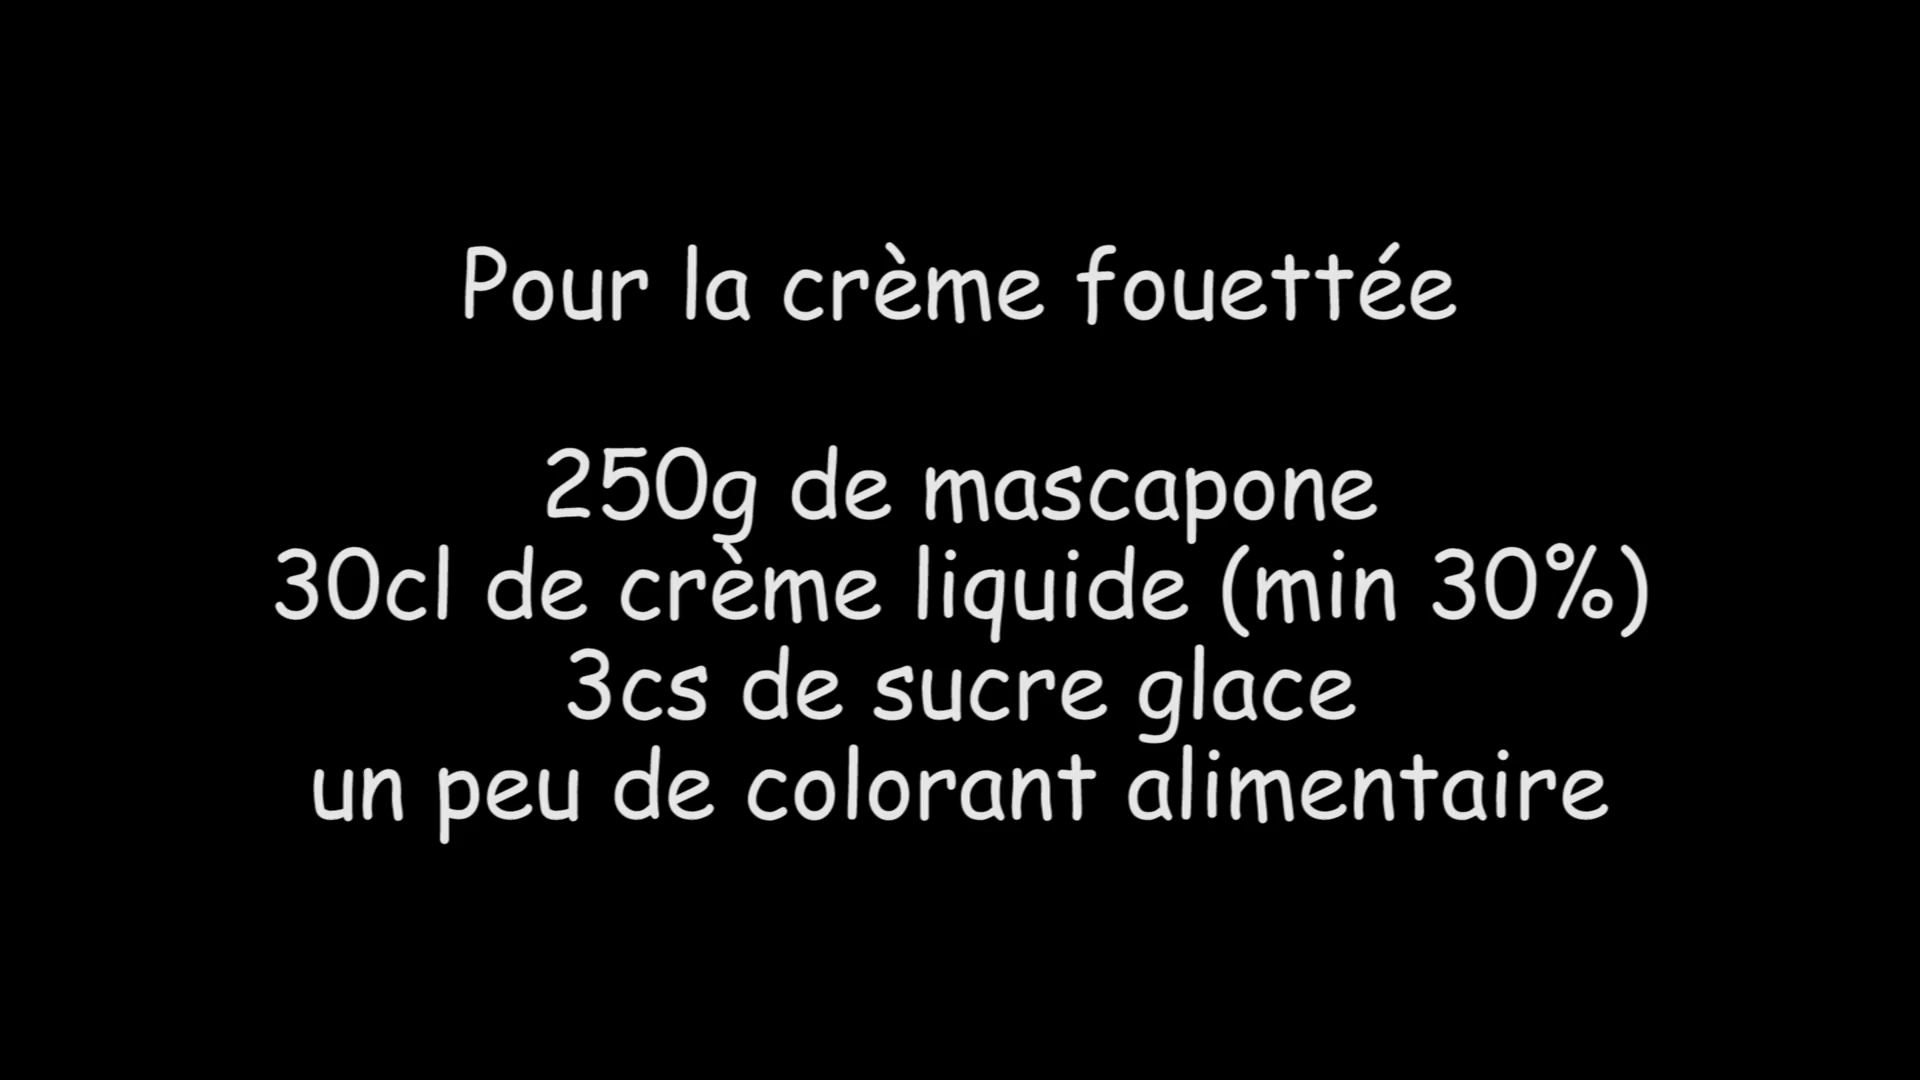 Pour la crème fouettée
250g de mascapone
30cl de crème liquide (min 30%)
3cs de sucre glace
un peu de colorant alimentaire